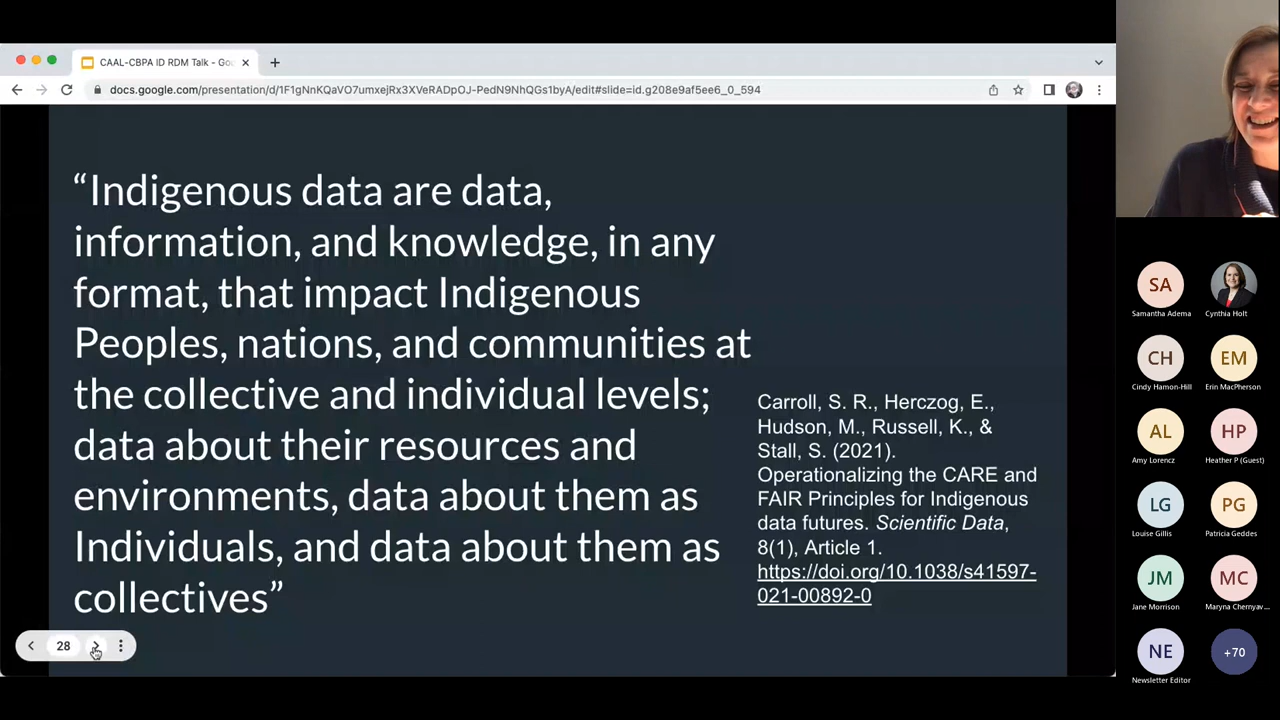 CAAL-CBPA ID RDM Talk - Goo
docs.google.com/presentation/d/1F1gNnKQaVO7umxejRx3XVeRADpOJ-PedN9NhQGs1byA/edit#slide=id.g208e9af5ee6_0_594
“Indigenous data are data,
information, and knowledge, in any
format, that impact Indigenous
Peoples, nations, and communities at
the collective and individual levels;
data about their resources and
environments, data about them as
Individuals, and data about them as
collectives”
Carroll, S. R., Herczog, E.,
Hudson, M., Russell, K., &
Stall, S. (2021).
Operationalizing the CARE and
FAIR Principles for Indigenous
data futures. Scientific Data,
8(1), Article 1.
https://doi.org/10.1038/s41597-
021-00892-0
28
SA
Samantha Adema
Cynthia Holt
CH
Cindy Hamon-Hill
EM
Erin MacPherson
AL
Amy Lorencz
HP
Heather P (Guest)
LG
Louise Gillis
PG
Patricia Geddes
JM
Jane Morrison
MC
Maryna Chernyav...
NE
Newsletter Editor
+70